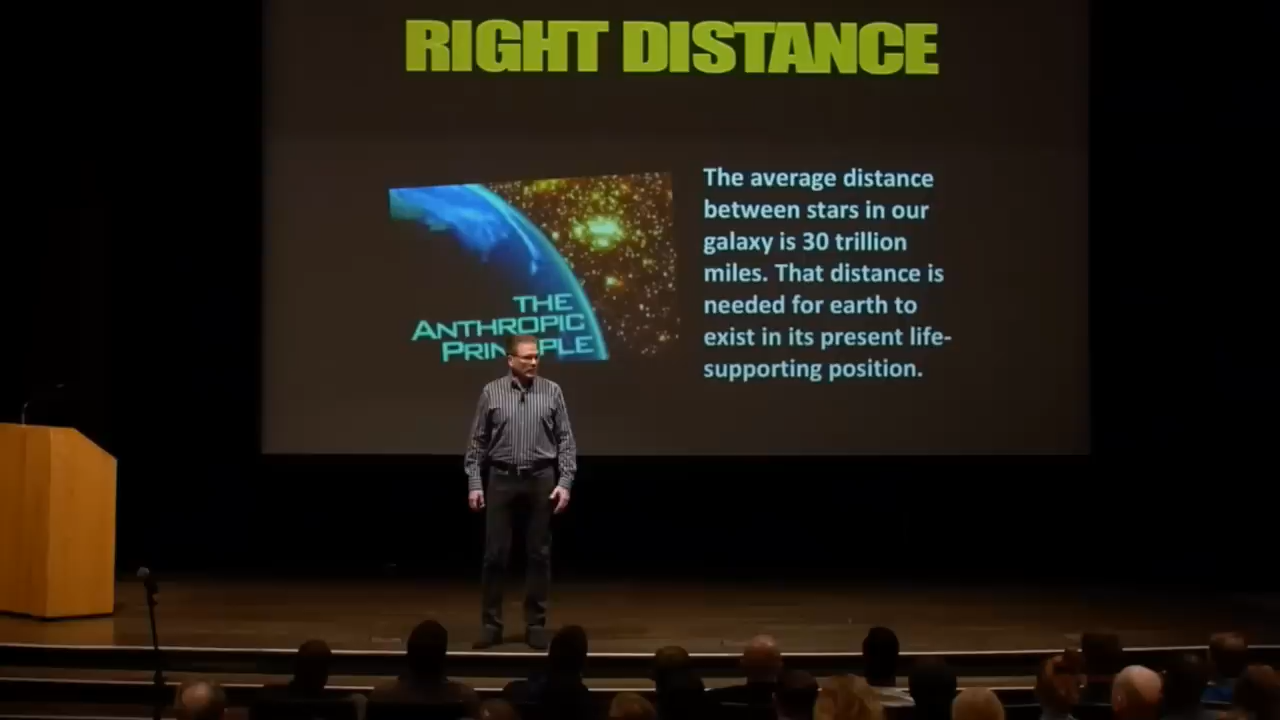 RIGHT DISTANCE
The average distance
between stars in our
galaxy is 30 trillion
miles. That distance is
needed for earth to
exist in its present life-
supporting position.
THE
ANTHROPIC
PRINCIPLE